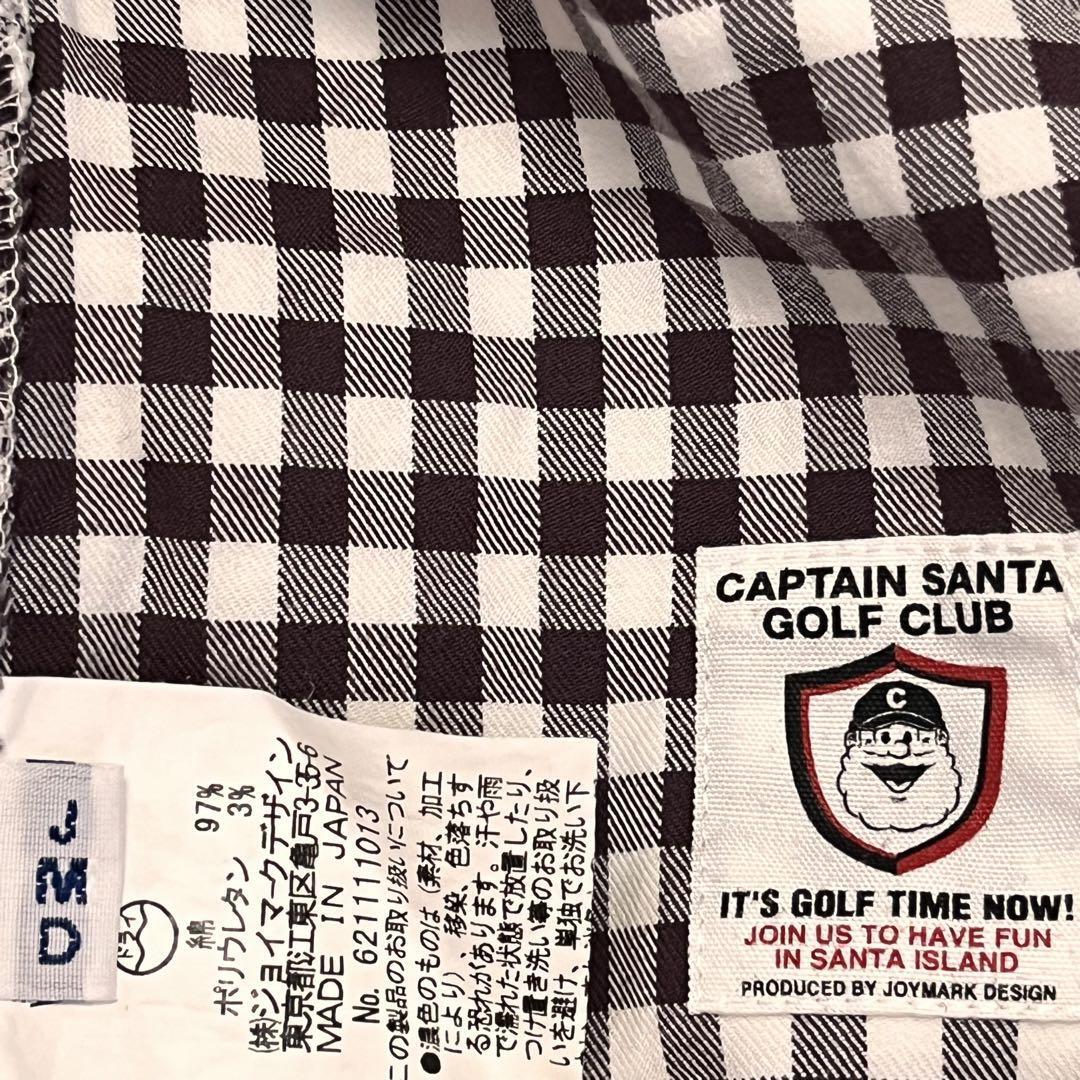 CAPTAIN SANTA
GOLF CLUB
C
IT'S GOLF TIME NOW!
JOIN US TO HAVE FUN
IN SANTA ISLAND
PRODUCED BY JOYMARK DESIGN
ドライ
綿 97%
ポリウレタン 3%
(株)ジョイマークデザイン
東京都江東区亀戸3-35-6
MADE IN JAPAN
No. 621111013
この製品のお取り扱いについて
●濃色のものは(素材、加工
により)、移染、色落ちす
る恐れがあります。汗や雨
で濡れた状態で放置したり、
つけ置き洗い等のお取り扱
いを避け、単独でお洗い下